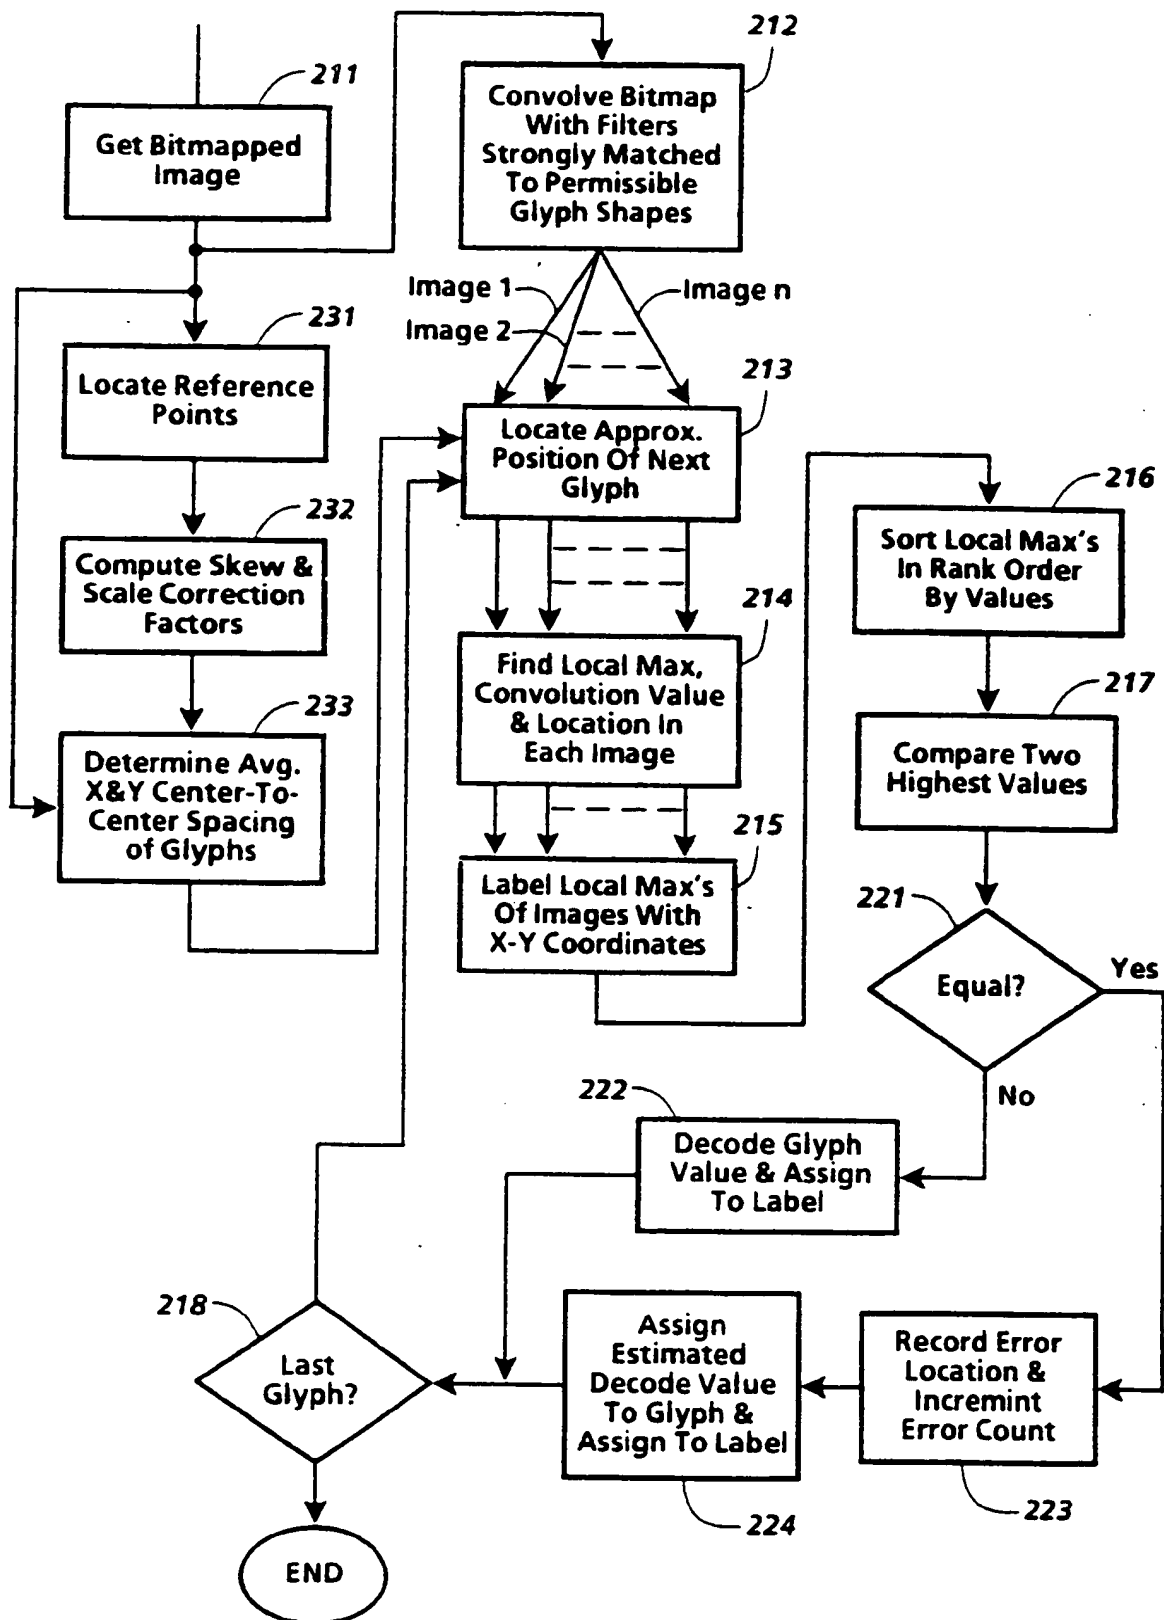 211
Get Bitmapped
Image
212
Convolve Bitmap
With Filters
Strongly Matched
To Permissible
Glyph Shapes
Image 1
Image 2
Image n
231
Locate Reference
Points
232
Compute Skew &
Scale Correction
Factors
233
Determine Avg.
X&Y Center-To-
Center Spacing
of Glyphs
213
Locate Approx.
Position Of Next
Glyph
214
Find Local Max,
Convolution Value
& Location In
Each Image
215
Label Local Max's
Of Images With
X-Y Coordinates
216
Sort Local Max's
In Rank Order
By Values
217
Compare Two
Highest Values
221
Equal?
Yes
No
222
Decode Glyph
Value & Assign
To Label
223
Record Error
Location &
Incremint
Error Count
224
Assign
Estimated
Decode Value
To Glyph &
Assign To Label
218
Last
Glyph?
END